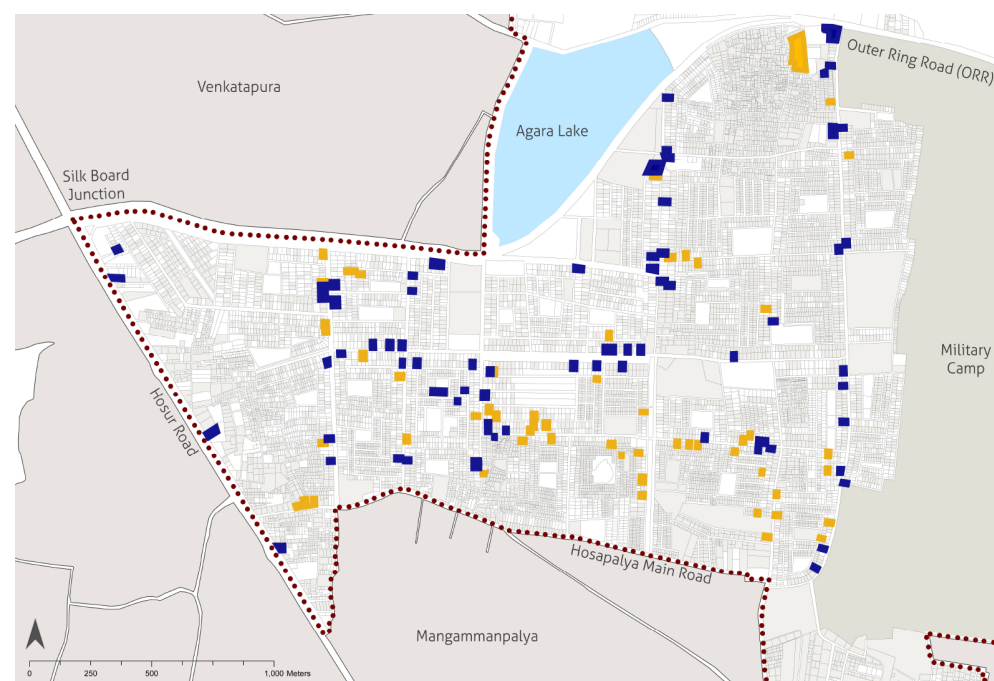 Outer Ring Road (ORR)
Venkatapura
Agara Lake
Silk Board
Junction
Military
Camp
Hosur Road
Hosapalya Main Road
Mangammanpalya
0 250 500 1,000 Meters